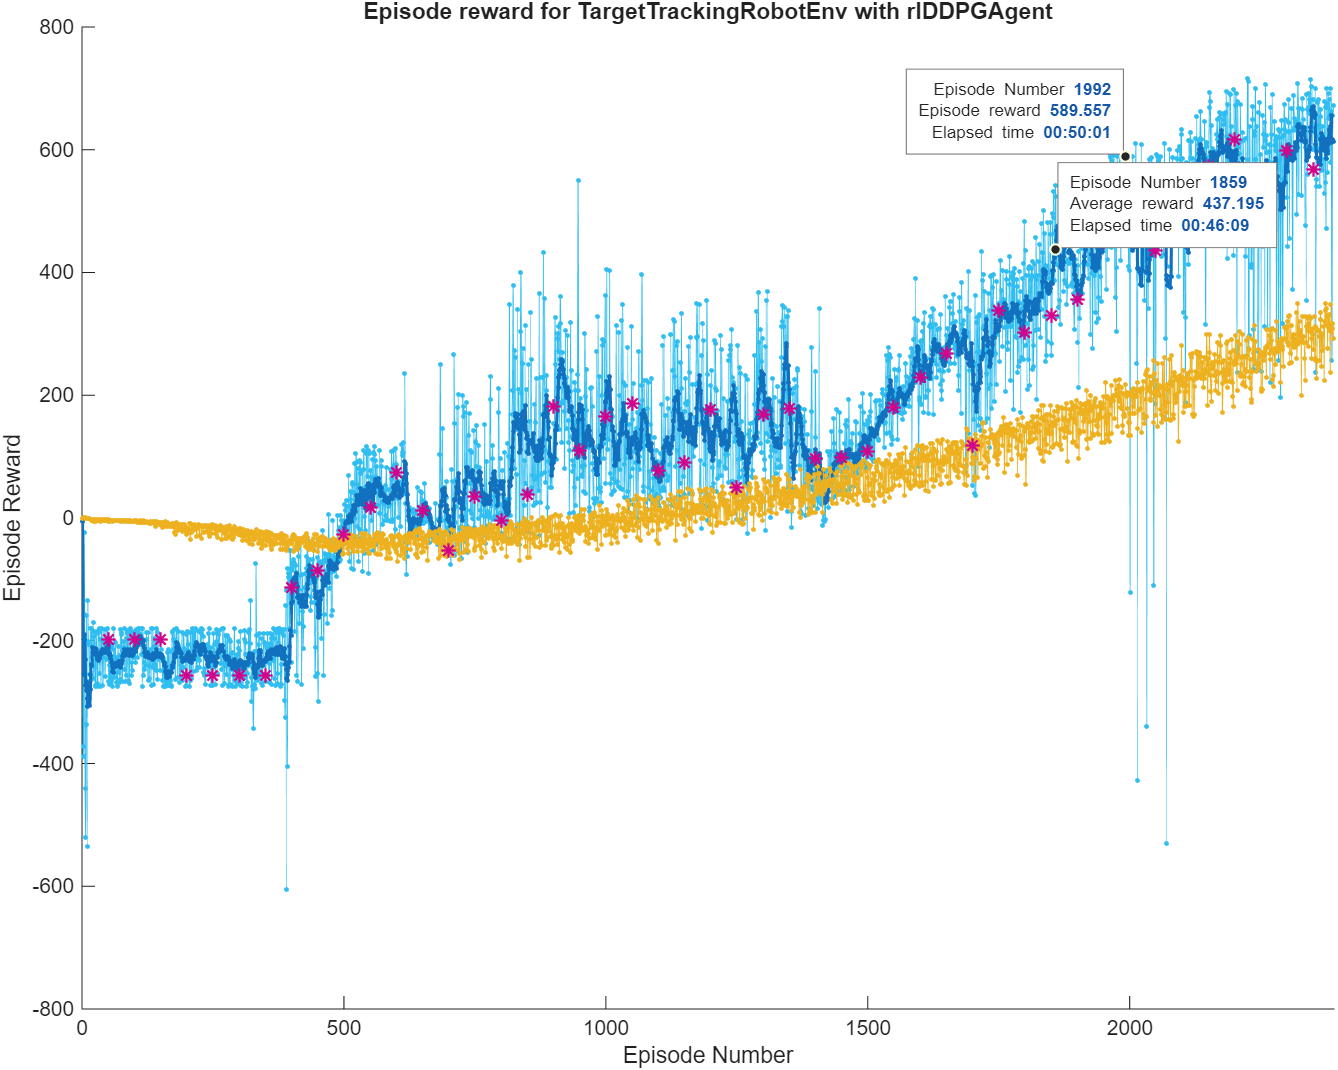 Episode reward for TargetTrackingRobotEnv with rlDDPGAgent
800
600
400
200
0
-200
-400
-600
-800
Episode Reward
Episode Number 1992
Episode reward 589.557
Elapsed time 00:50:01
Episode Number 1859
Average reward 437.195
Elapsed time 00:46:09
0
500
1000
1500
2000
Episode Number